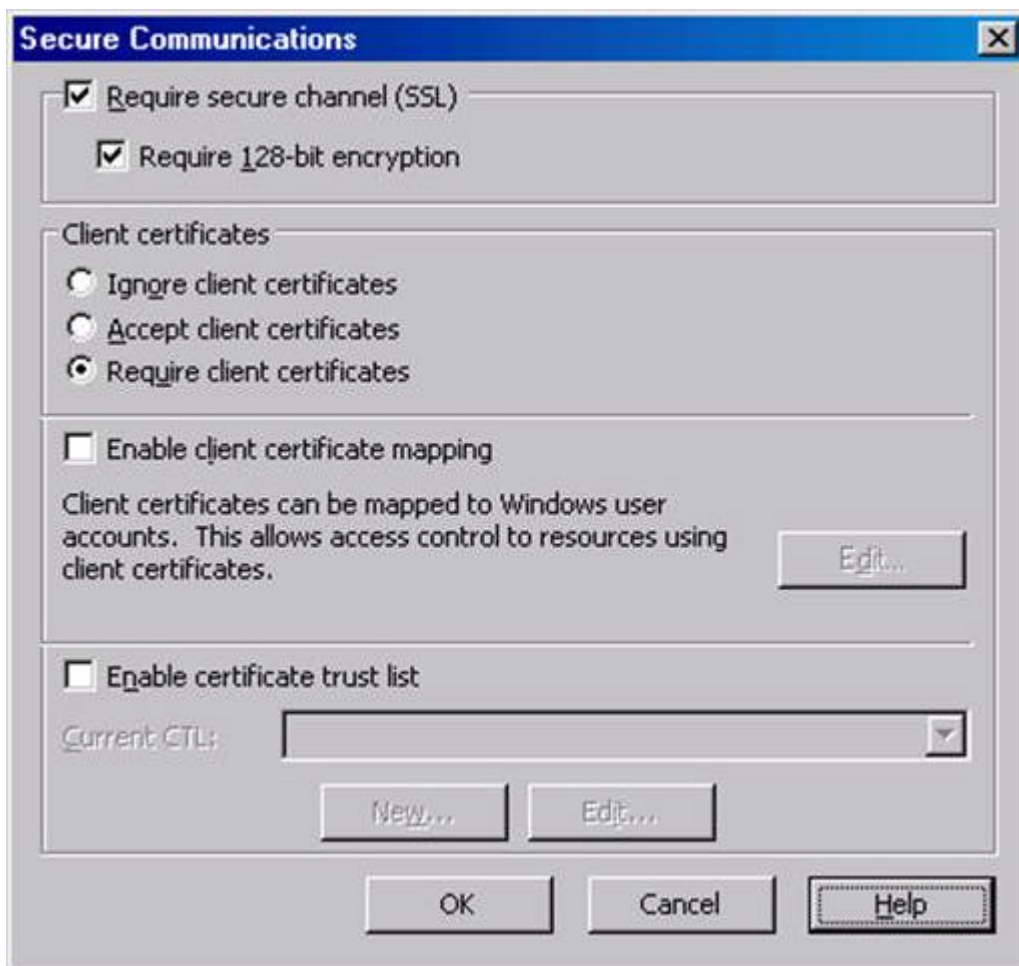 Secure Communications
Require secure channel (SSL)
Require 128-bit encryption
Client certificates
Ignore client certificates
Accept client certificates
Require client certificates
Enable client certificate mapping
Client certificates can be mapped to Windows user
accounts.  This allows access control to resources using
client certificates.
Edit...
Enable certificate trust list
Current CTL:
New...
Edit...
OK
Cancel
Help